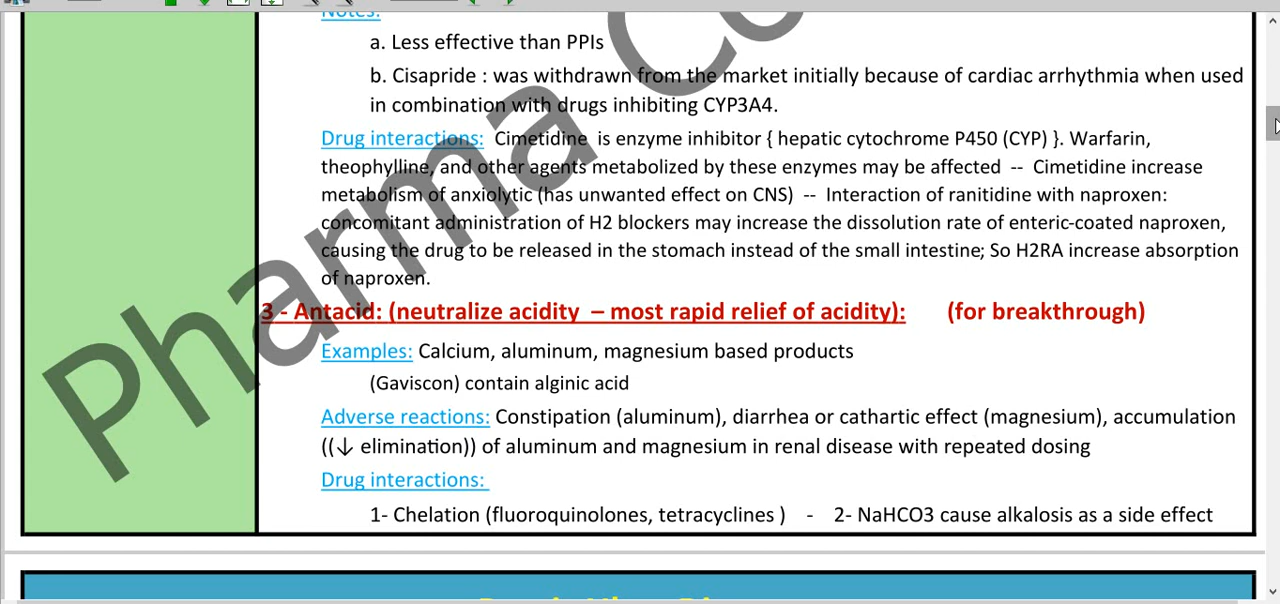 Notes:
a. Less effective than PPIs
b. Cisapride : was withdrawn from the market initially because of cardiac arrhythmia when used
in combination with drugs inhibiting CYP3A4.
Drug interactions: Cimetidine is enzyme inhibitor { hepatic cytochrome P450 (CYP) }. Warfarin,
theophylline, and other agents metabolized by these enzymes may be affected -- Cimetidine increase
metabolism of anxiolytic (has unwanted effect on CNS) -- Interaction of ranitidine with naproxen:
concomitant administration of H2 blockers may increase the dissolution rate of enteric-coated naproxen,
causing the drug to be released in the stomach instead of the small intestine; So H2RA increase absorption
of naproxen.
3 - Antacid: (neutralize acidity – most rapid relief of acidity): (for breakthrough)
Examples: Calcium, aluminum, magnesium based products
(Gaviscon) contain alginic acid
Adverse reactions: Constipation (aluminum), diarrhea or cathartic effect (magnesium), accumulation
((↓ elimination)) of aluminum and magnesium in renal disease with repeated dosing
Drug interactions:
1- Chelation (fluoroquinolones, tetracyclines ) - 2- NaHCO3 cause alkalosis as a side effect
Pharma Co